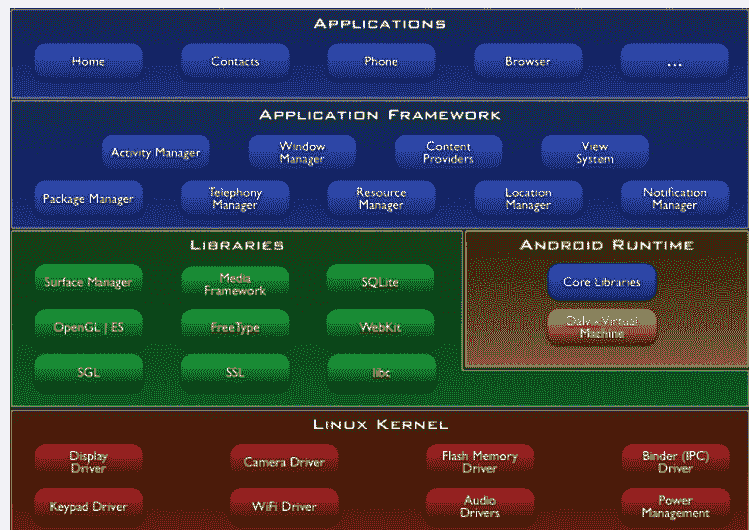 APPLICATIONS
Home
Contacts
Phone
Browser
...
APPLICATION FRAMEWORK
Activity Manager
Window
Manager
Content
Providers
View
System
Package Manager
Telephony
Manager
Resource
Manager
Location
Manager
Notification
Manager
LIBRARIES
Surface Manager
Media
Framework
SQLite
OpenGL | ES
FreeType
WebKit
SGL
SSL
libc
ANDROID RUNTIME
Core Libraries
Dalvik Virtual
Machine
LINUX KERNEL
Display
Driver
Camera Driver
Flash Memory
Driver
Binder (IPC)
Driver
Keypad Driver
WiFi Driver
Audio
Drivers
Power
Management